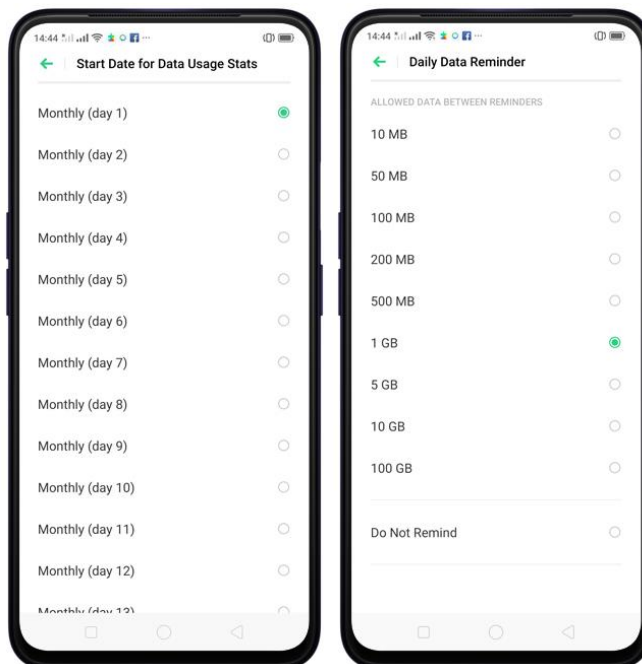 14:44
Start Date for Data Usage Stats
Monthly (day 1)
Monthly (day 2)
Monthly (day 3)
Monthly (day 4)
Monthly (day 5)
Monthly (day 6)
Monthly (day 7)
Monthly (day 8)
Monthly (day 9)
Monthly (day 10)
Monthly (day 11)
Monthly (day 12)
Monthly (day 13)
14:44
Daily Data Reminder
ALLOWED DATA BETWEEN REMINDERS
10 MB
50 MB
100 MB
200 MB
500 MB
1 GB
5 GB
10 GB
100 GB
Do Not Remind